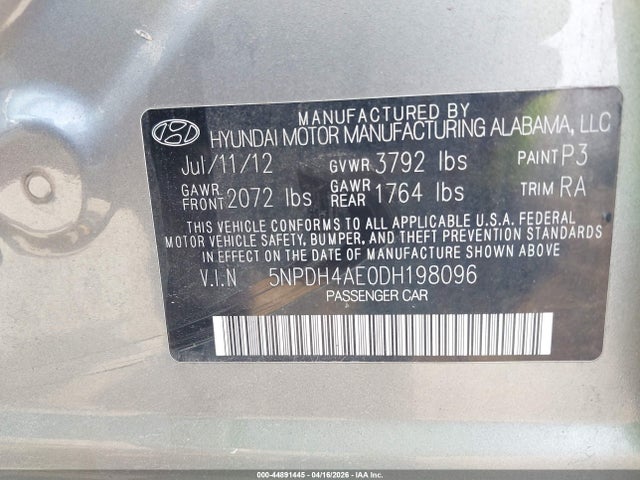 MANUFACTURED BY
HYUNDAI MOTOR MANUFACTURING ALABAMA, LLC
Jul/11/12 GVWR 3792 lbs PAINT P3
GAWR FRONT 2072 lbs GAWR REAR 1764 lbs TRIM RA
THIS VEHICLE CONFORMS TO ALL APPLICABLE U.S.A. FEDERAL
MOTOR VEHICLE SAFETY, BUMPER, AND THEFT PREVENTION STANDARDS
IN EFFECT ON THE DATE OF MANUFACTURE SHOWN ABOVE
V.I.N 5NPDH4AE0DH198096
PASSENGER CAR
000-44891445 - 04/16/2026 - Copyright © 2026 IAA, Inc.